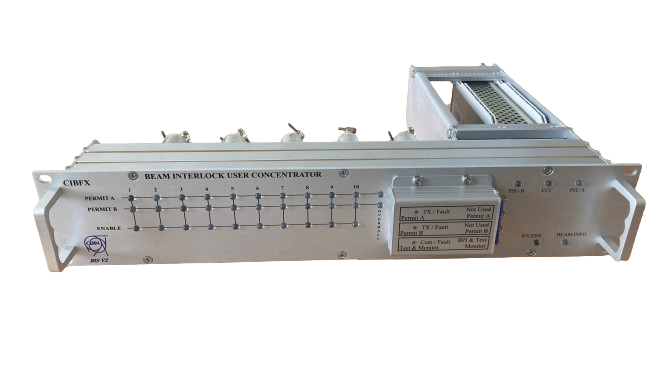 CIBFX
BEAM INTERLOCK USER CONCENTRATOR
1 2 3 4 5 6 7 8 9 10
PERMIT A
PERMIT B
ENABLE
CERN
BIS V2
TX / Fault Not Used
Permit A Permit A
TX / Fault Not Used
Permit B Permit B
Com / Fault BPI & Test
Test & Monitor Monitor
PSU B VCC PSU A
BEAM INFO